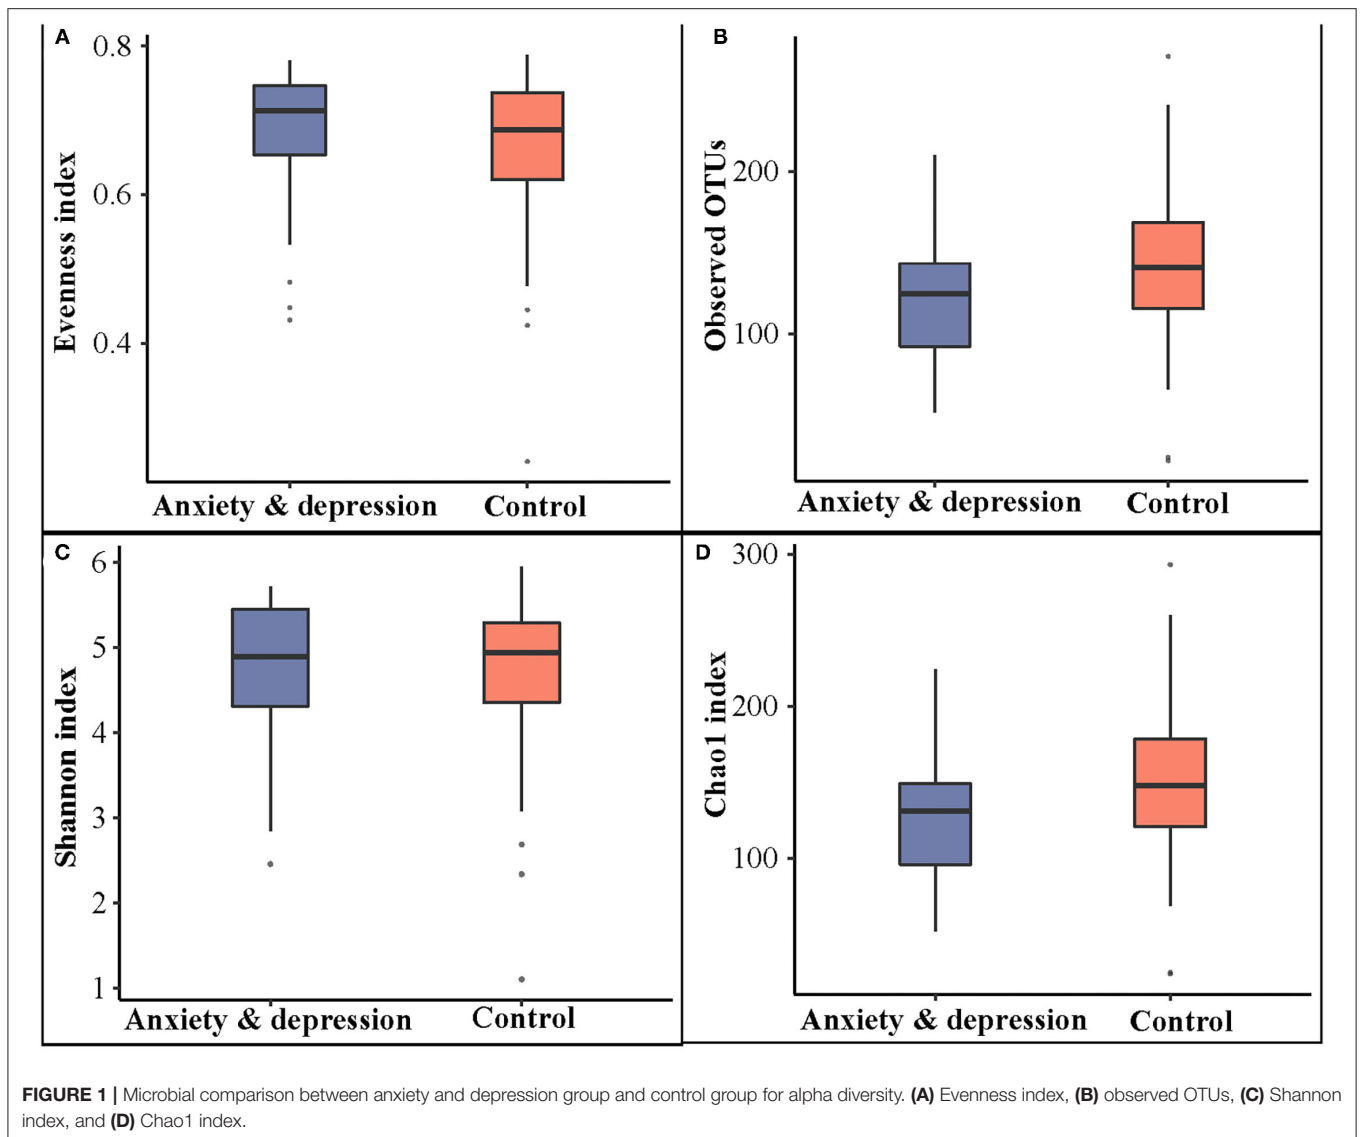 A
0.8
0.6
0.4
Evenness index
Anxiety & depression
Control
B
200
100
Observed OTUs
Anxiety & depression
Control
C
6
5
4
3
2
1
Shannon index
Anxiety & depression
Control
D
300
200
100
Chao1 index
Anxiety & depression
Control
FIGURE 1 | Microbial comparison between anxiety and depression group and control group for alpha diversity. (A) Evenness index, (B) observed OTUs, (C) Shannon
index, and (D) Chao1 index.